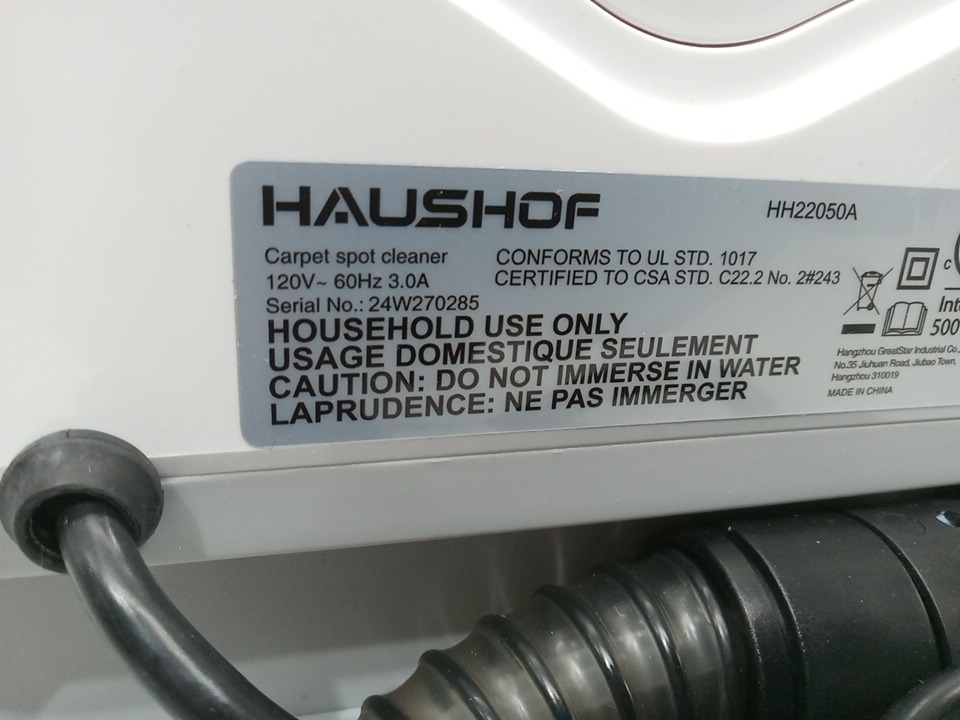 HAUSHOF
HH22050A
Carpet spot cleaner
120V~ 60Hz 3.0A
Serial No.: 24W270285
CONFORMS TO UL STD. 1017
CERTIFIED TO CSA STD. C22.2 No. 2#243
HOUSEHOLD USE ONLY
USAGE DOMESTIQUE SEULEMENT
CAUTION: DO NOT IMMERSE IN WATER
LAPRUDENCE: NE PAS IMMERGER
c
500
Hangzhou GreatStar Industrial Co.,
No.35 Jiuhuan Road, Jiubao Town,
Hangzhou 310019
MADE IN CHINA